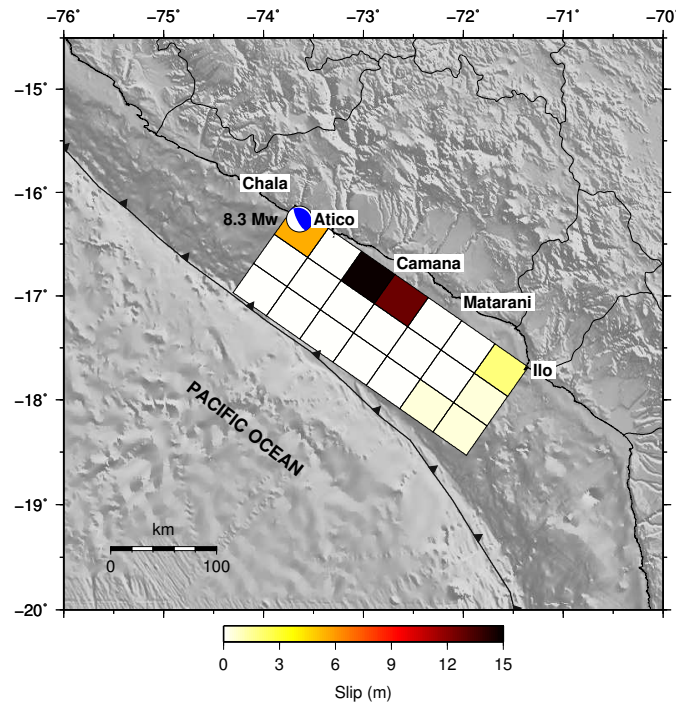 −76˚ −75˚ −74˚ −73˚ −72˚ −71˚ −70
−15˚
−16˚
−17˚
−18˚
−19˚
−20˚
Chala
8.3 Mw Atico
Camana
Matarani
Ilo
PACIFIC OCEAN
km
0 100
0 3 6 9 12 15
Slip (m)